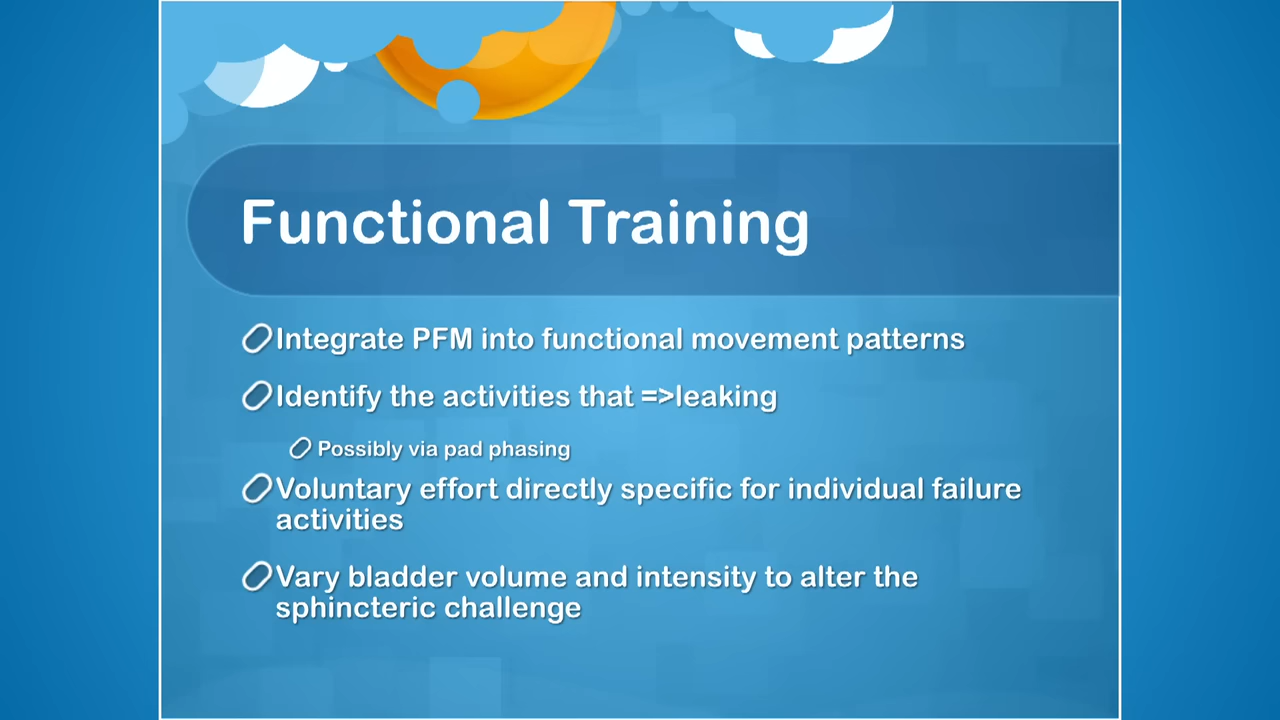 Functional Training
Integrate PFM into functional movement patterns
Identify the activities that =>leaking
Possibly via pad phasing
Voluntary effort directly specific for individual failure
activities
Vary bladder volume and intensity to alter the
sphincteric challenge